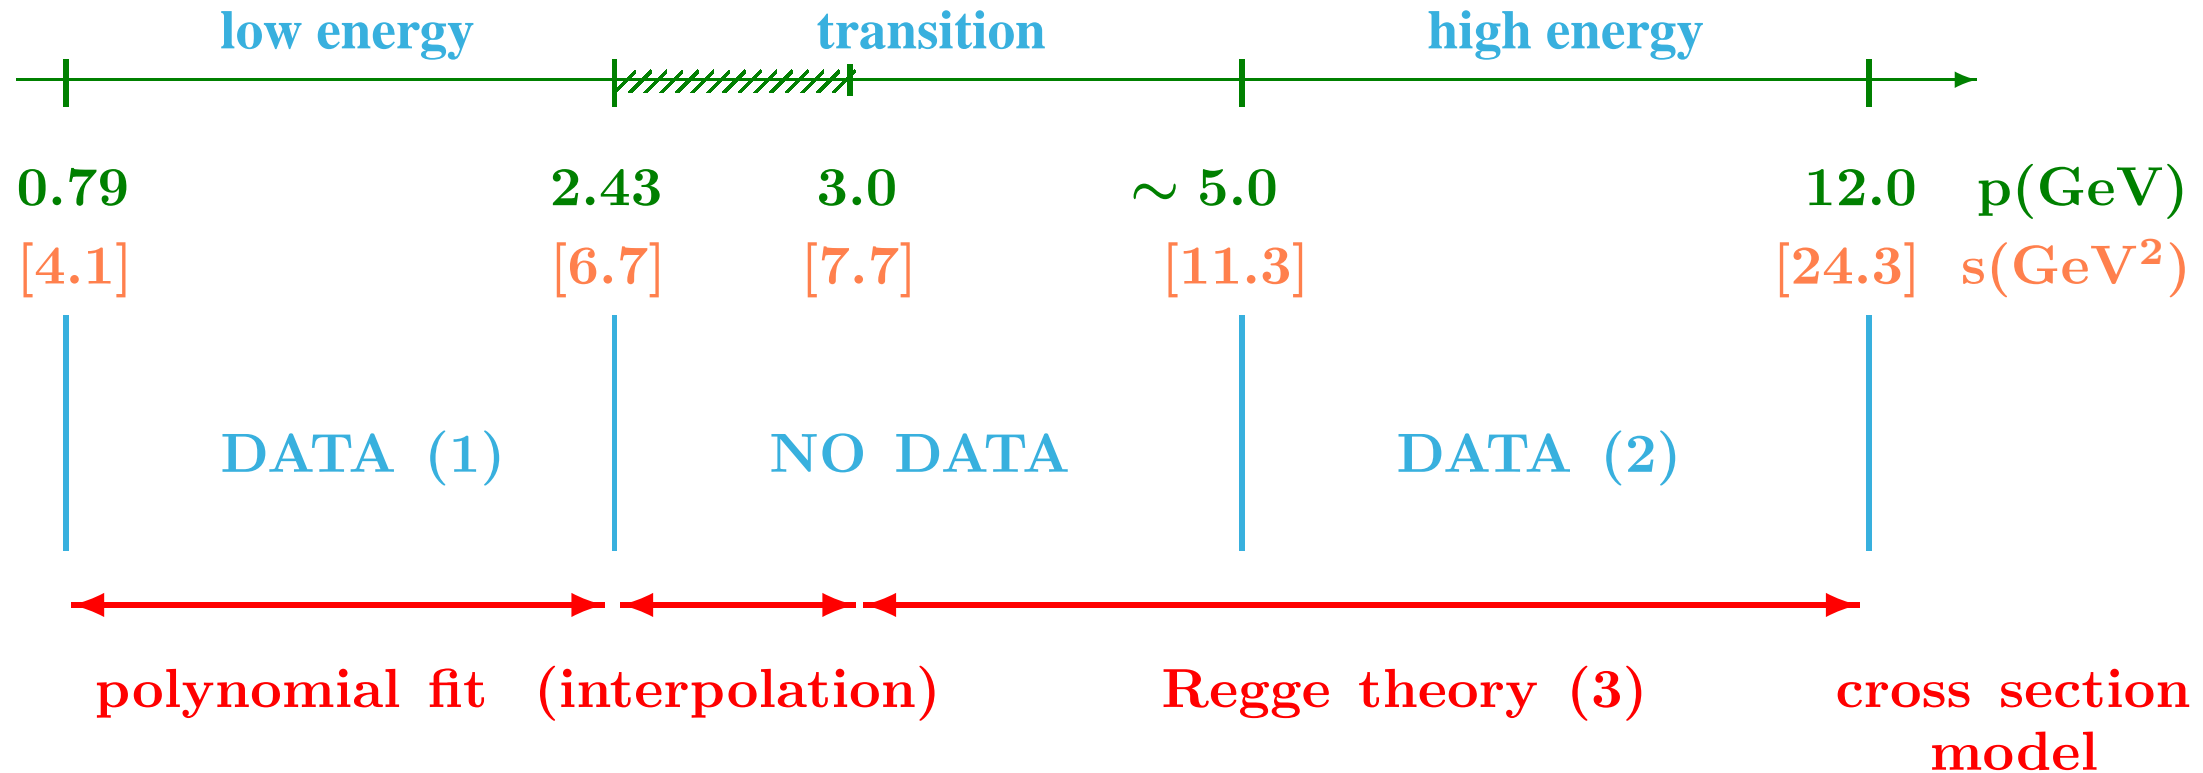 low energy transition high energy
0.79 2.43 3.0 ∼ 5.0 12.0 p(GeV)
[4.1] [6.7] [7.7] [11.3] [24.3] s(GeV²)
DATA (1) NO DATA DATA (2)
polynomial fit (interpolation) Regge theory (3) cross section
model